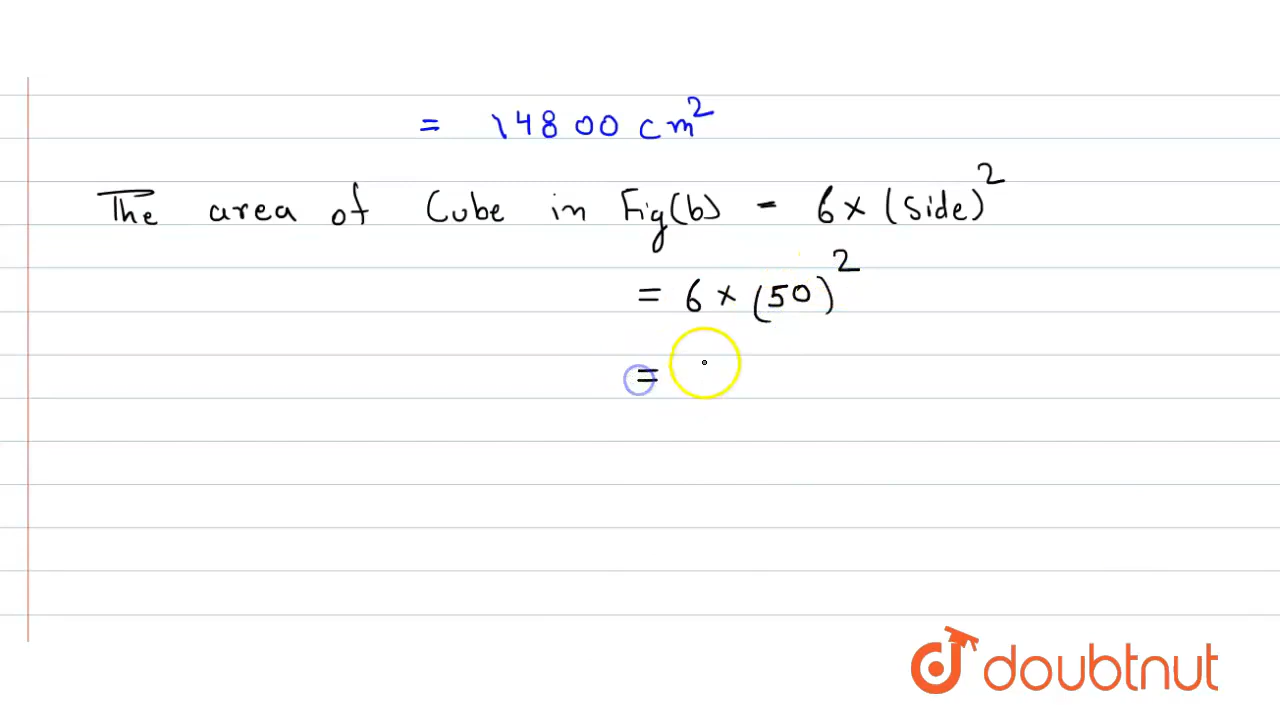 = 14800 cm²
The area of Cube in Fig(b) - 6 × (Side)²
= 6 × (50)²
=
doubtnut